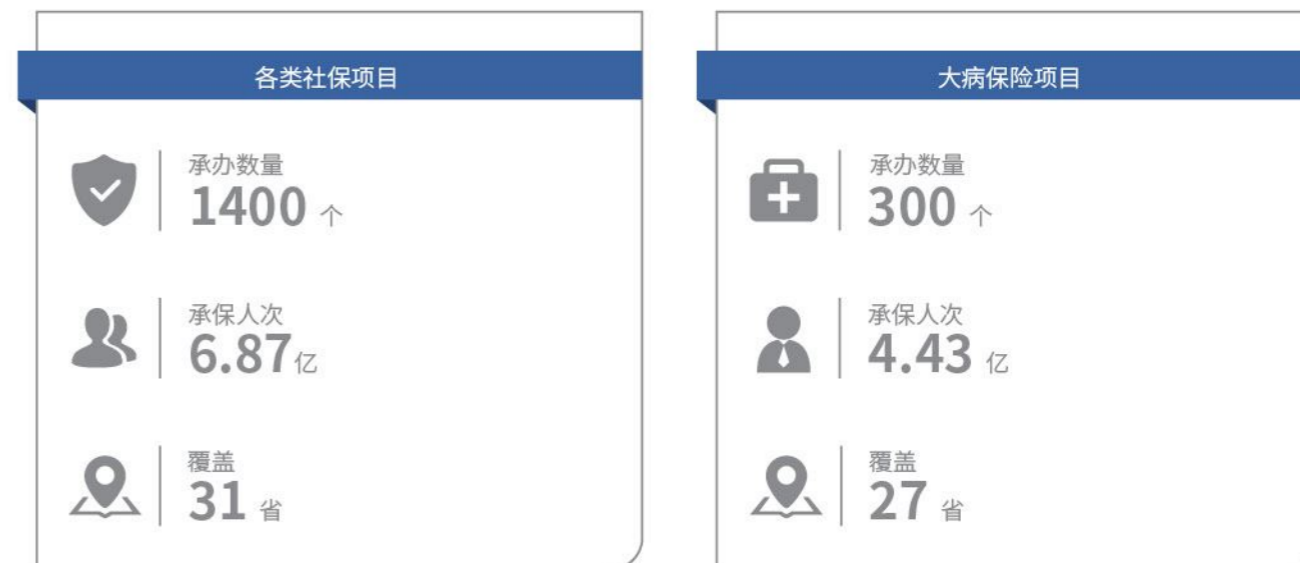 各类社保项目
承办数量
1400 个
承保人次
6.87亿
覆盖
31 省
大病保险项目
承办数量
300 个
承保人次
4.43 亿
覆盖
27 省